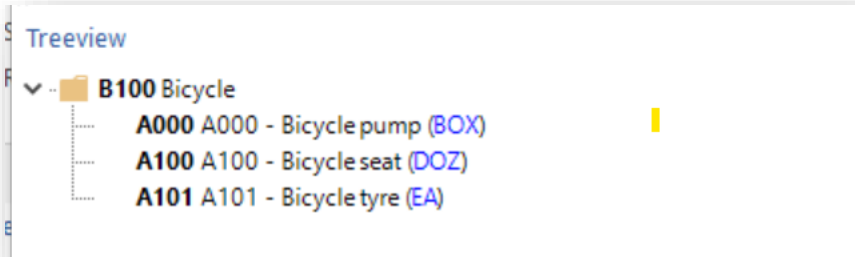 Treeview
B100 Bicycle
A000 A000 - Bicycle pump (BOX)
A100 A100 - Bicycle seat (DOZ)
A101 A101 - Bicycle tyre (EA)